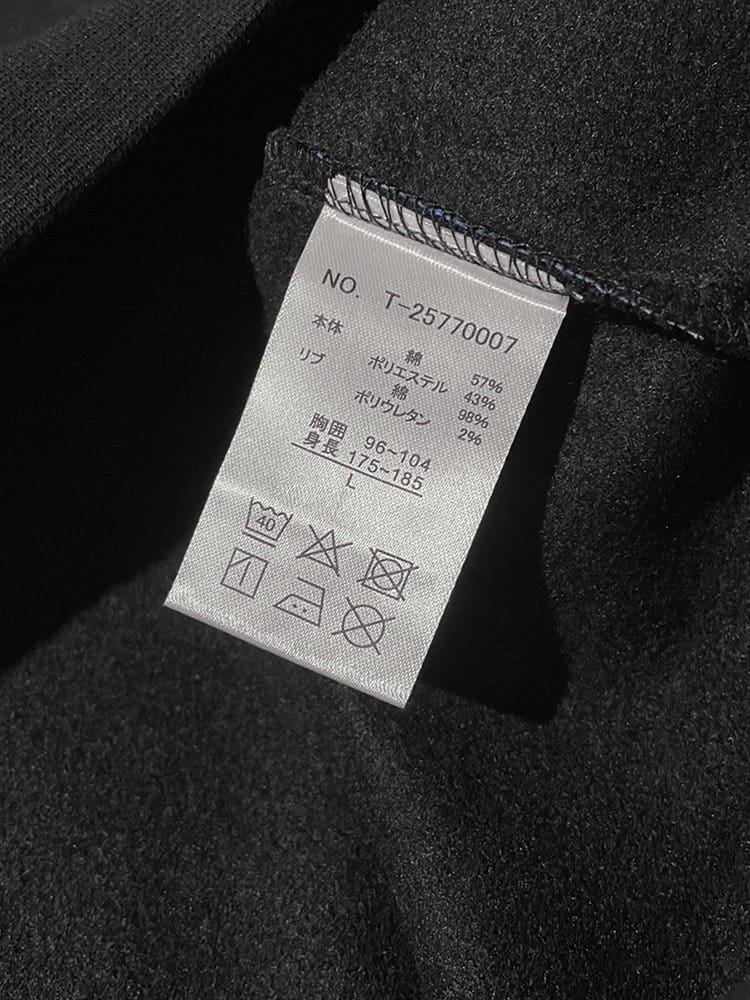 NO. T-25770007
本体 綿 57%
ポリエステル 43%
リブ 綿 98%
ポリウレタン 2%
胸囲 96~104
身長 175~185
L
40